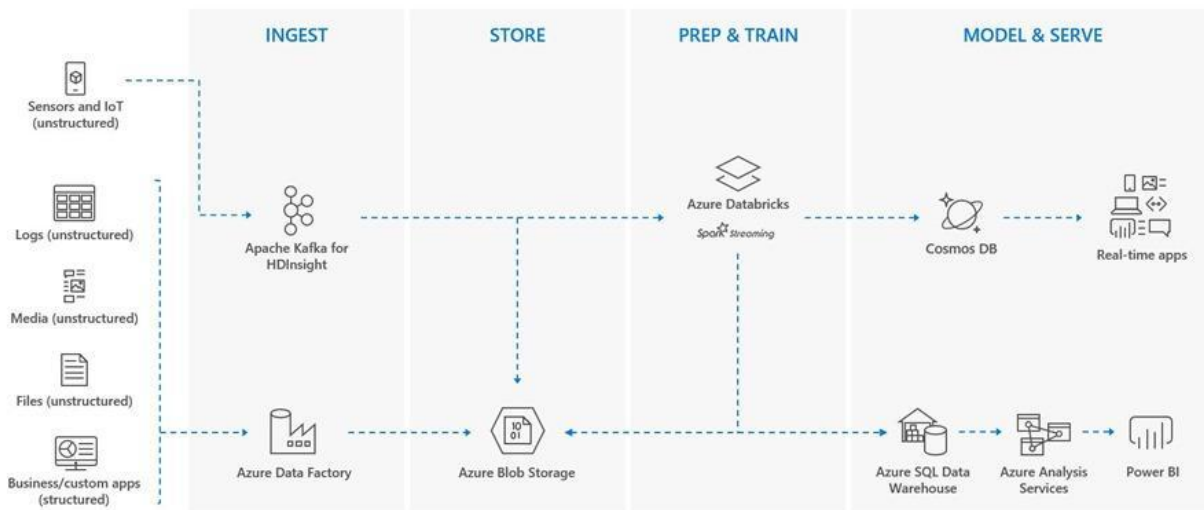 INGEST
STORE
PREP & TRAIN
MODEL & SERVE
Sensors and IoT
(unstructured)
Logs (unstructured)
Media (unstructured)
Files (unstructured)
Business/custom apps
(structured)
Apache Kafka for
HDInsight
Azure Data Factory
10
01
Azure Blob Storage
Azure Databricks
Spark Streaming
Cosmos DB
Real-time apps
Azure SQL Data
Warehouse
Azure Analysis
Services
Power BI